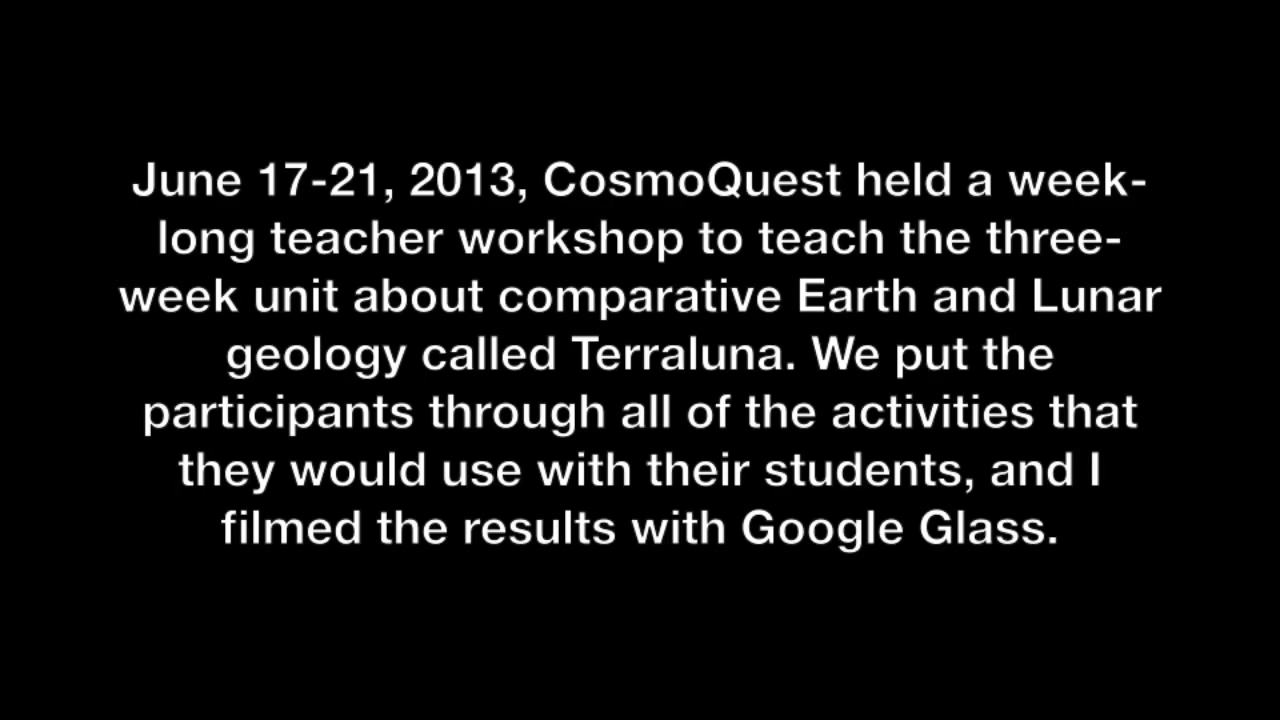 June 17-21, 2013, CosmoQuest held a week-
long teacher workshop to teach the three-
week unit about comparative Earth and Lunar
geology called Terraluna. We put the
participants through all of the activities that
they would use with their students, and I
filmed the results with Google Glass.